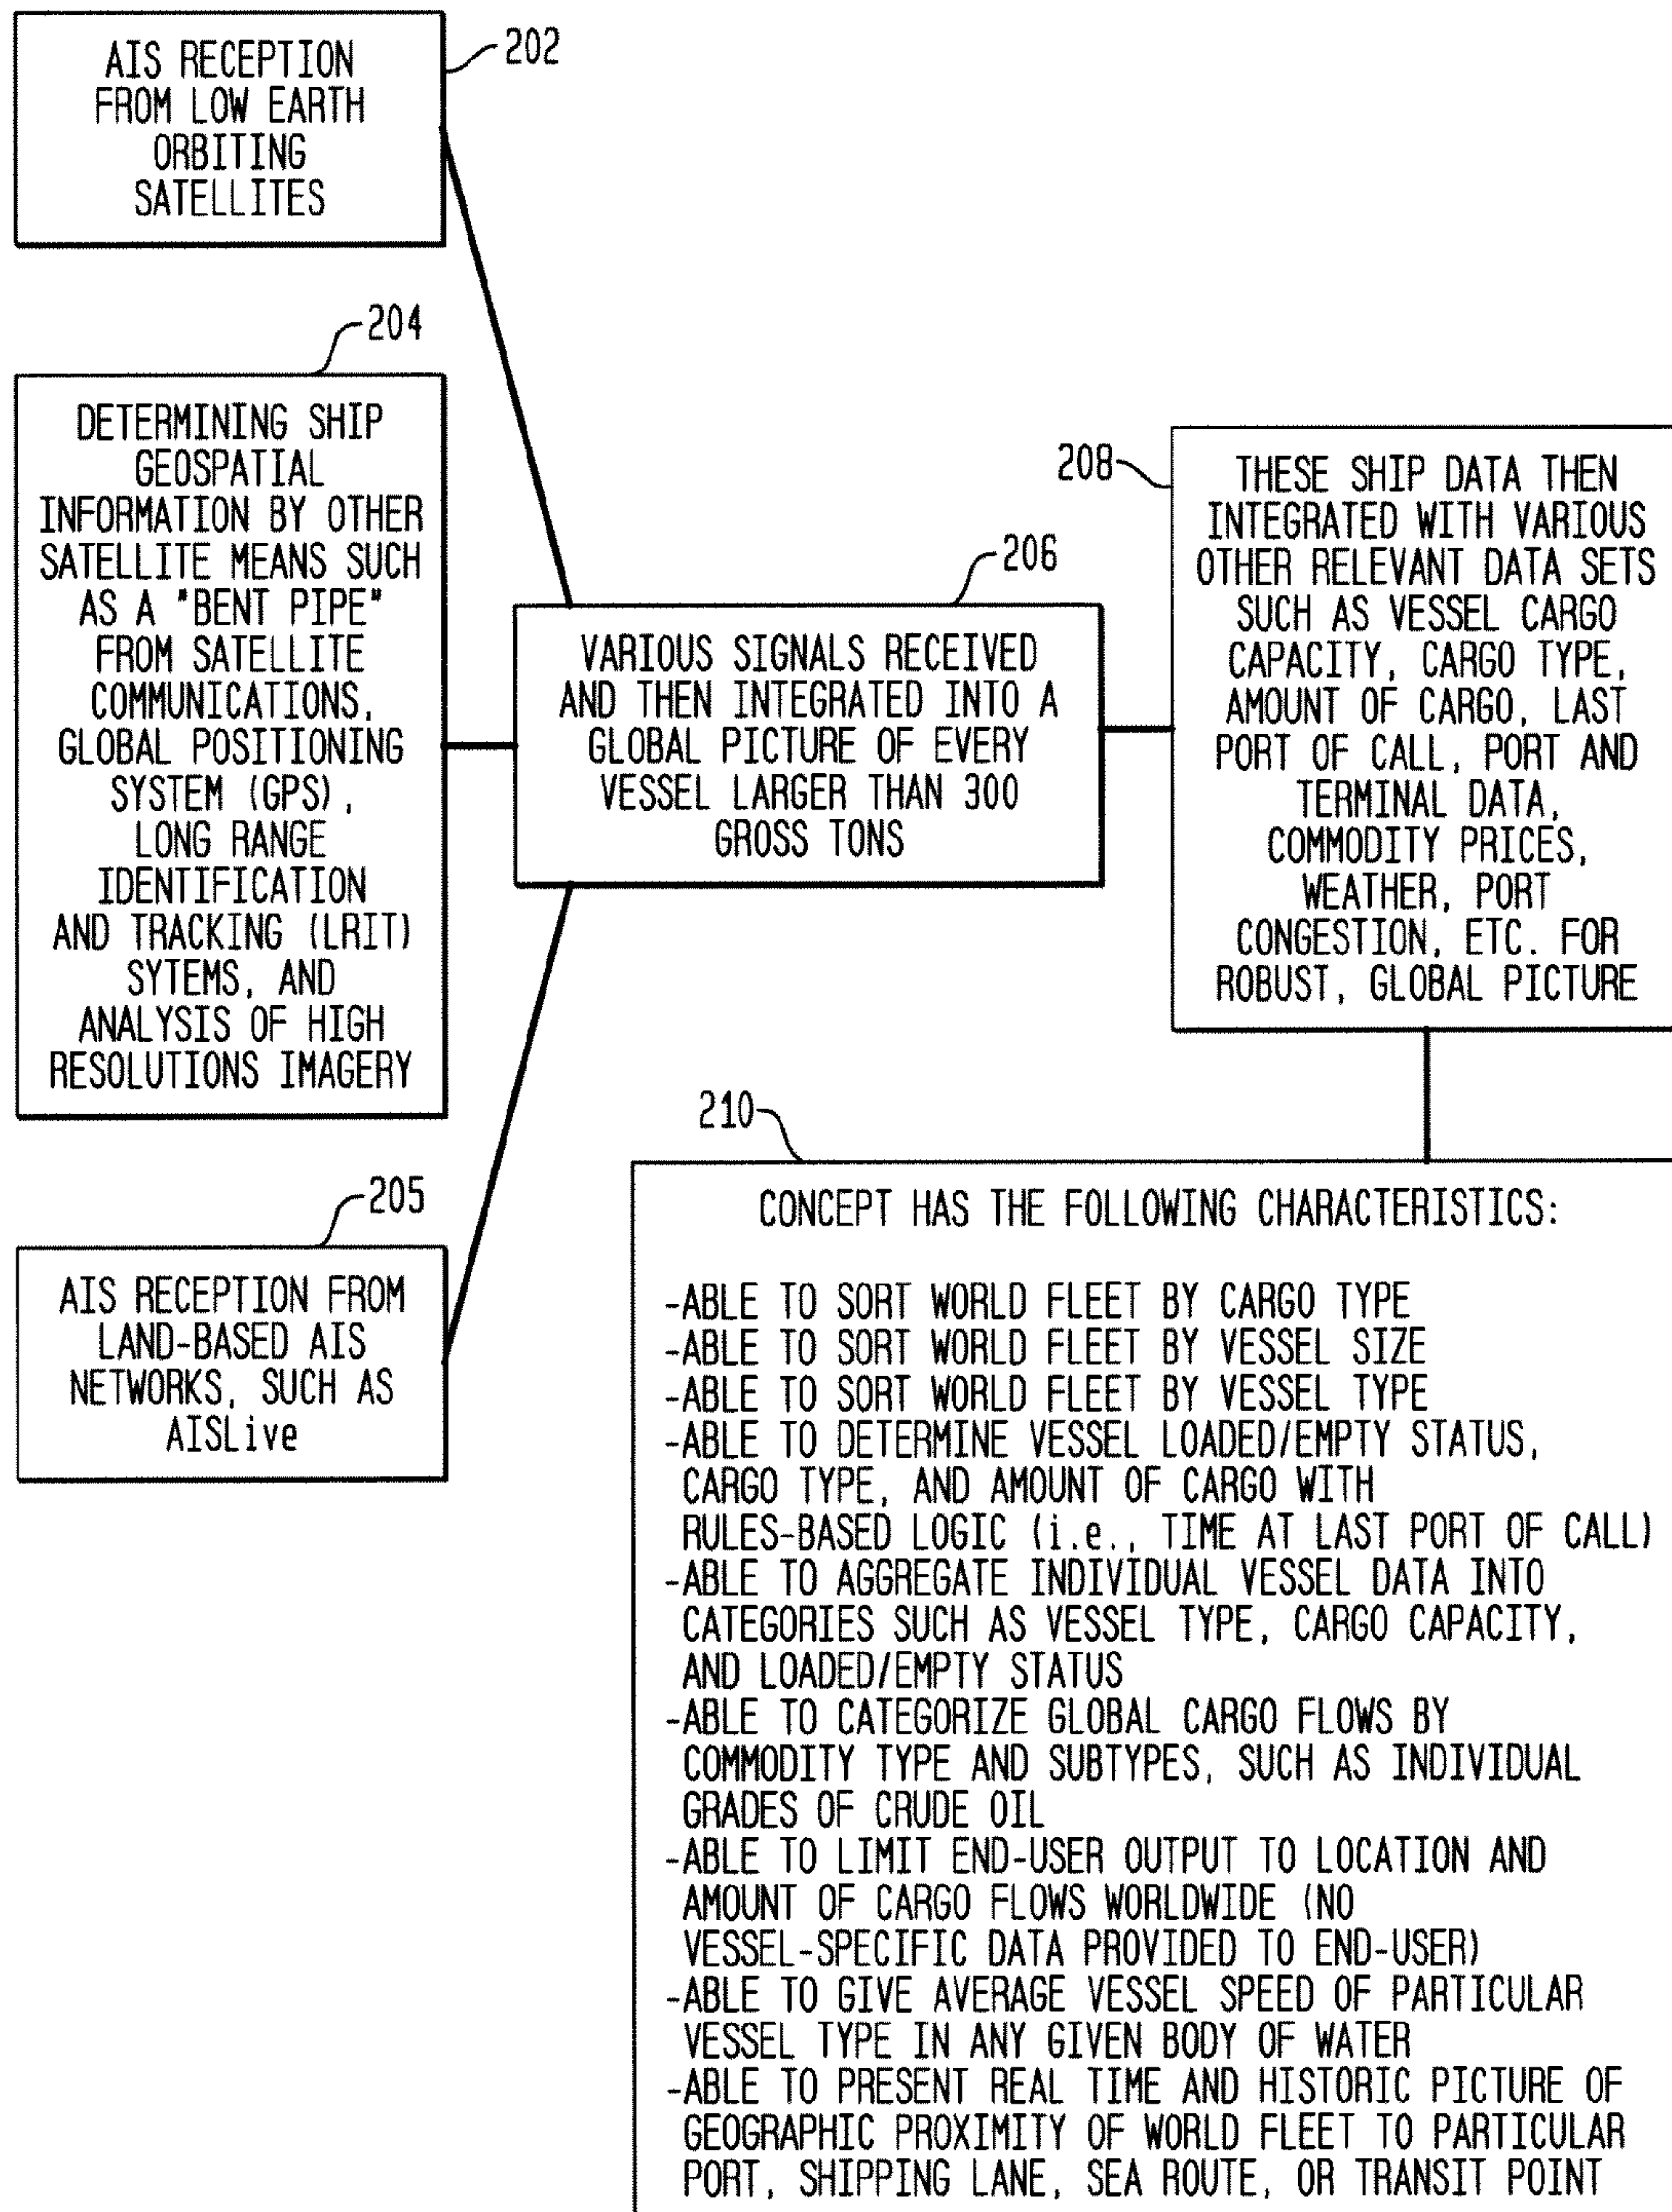 202
AIS RECEPTION
FROM LOW EARTH
ORBITING
SATELLITES
204
DETERMINING SHIP
GEOSPATIAL
INFORMATION BY OTHER
SATELLITE MEANS SUCH
AS A "BENT PIPE"
FROM SATELLITE
COMMUNICATIONS,
GLOBAL POSITIONING
SYSTEM (GPS),
LONG RANGE
IDENTIFICATION
AND TRACKING (LRIT)
SYTEMS, AND
ANALYSIS OF HIGH
RESOLUTIONS IMAGERY
205
AIS RECEPTION FROM
LAND-BASED AIS
NETWORKS, SUCH AS
AISLive
206
VARIOUS SIGNALS RECEIVED
AND THEN INTEGRATED INTO A
GLOBAL PICTURE OF EVERY
VESSEL LARGER THAN 300
GROSS TONS
208
THESE SHIP DATA THEN
INTEGRATED WITH VARIOUS
OTHER RELEVANT DATA SETS
SUCH AS VESSEL CARGO
CAPACITY, CARGO TYPE,
AMOUNT OF CARGO, LAST
PORT OF CALL, PORT AND
TERMINAL DATA,
COMMODITY PRICES,
WEATHER, PORT
CONGESTION, ETC. FOR
ROBUST, GLOBAL PICTURE
210
CONCEPT HAS THE FOLLOWING CHARACTERISTICS:
-ABLE TO SORT WORLD FLEET BY CARGO TYPE
-ABLE TO SORT WORLD FLEET BY VESSEL SIZE
-ABLE TO SORT WORLD FLEET BY VESSEL TYPE
-ABLE TO DETERMINE VESSEL LOADED/EMPTY STATUS,
CARGO TYPE, AND AMOUNT OF CARGO WITH
RULES-BASED LOGIC (i.e., TIME AT LAST PORT OF CALL)
-ABLE TO AGGREGATE INDIVIDUAL VESSEL DATA INTO
CATEGORIES SUCH AS VESSEL TYPE, CARGO CAPACITY,
AND LOADED/EMPTY STATUS
-ABLE TO CATEGORIZE GLOBAL CARGO FLOWS BY
COMMODITY TYPE AND SUBTYPES, SUCH AS INDIVIDUAL
GRADES OF CRUDE OIL
-ABLE TO LIMIT END-USER OUTPUT TO LOCATION AND
AMOUNT OF CARGO FLOWS WORLDWIDE (NO
VESSEL-SPECIFIC DATA PROVIDED TO END-USER)
-ABLE TO GIVE AVERAGE VESSEL SPEED OF PARTICULAR
VESSEL TYPE IN ANY GIVEN BODY OF WATER
-ABLE TO PRESENT REAL TIME AND HISTORIC PICTURE OF
GEOGRAPHIC PROXIMITY OF WORLD FLEET TO PARTICULAR
PORT, SHIPPING LANE, SEA ROUTE, OR TRANSIT POINT